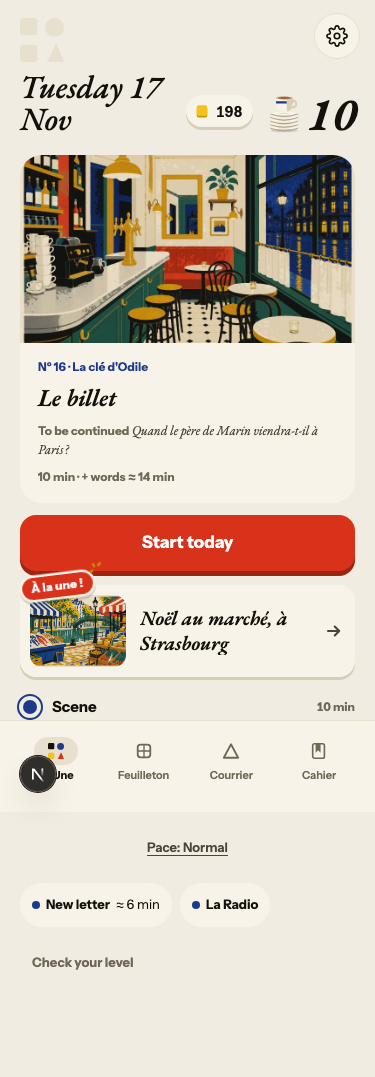 Tuesday 17
Nov
198
10
Nº 16 · La clé d'Odile
Le billet
To be continued Quand le père de Marin viendra-t-il à
Paris ?
10 min · + words ≈ 14 min
Start today
À la une !
Noël au marché, à
Strasbourg
Scene
10 min
Une
Feuilleton
Courrier
Cahier
N
Pace: Normal
New letter ≈ 6 min
La Radio
Check your level